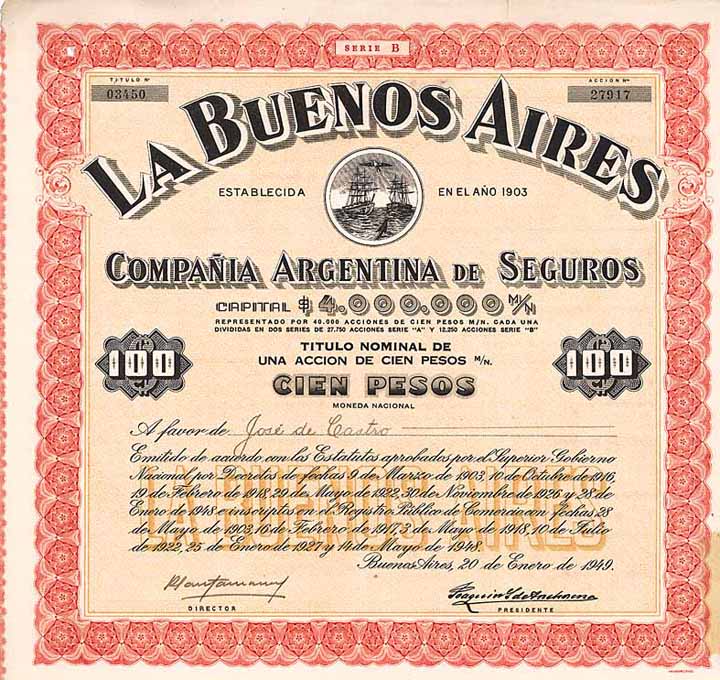 SERIE B
TITULO Nº
ACCION Nº
03450
27917
LA BUENOS AIRES
ESTABLECIDA EN EL AÑO 1903
COMPAÑIA ARGENTINA DE SEGUROS
CAPITAL $ 4.000.000 M/N
REPRESENTADO POR 40.000 ACCIONES DE CIEN PESOS M/N. CADA UNA
DIVIDIDAS EN DOS SERIES DE 27.750 ACCIONES SERIE "A" Y 12.250 ACCIONES SERIE "B"
TITULO NOMINAL DE
UNA ACCION DE CIEN PESOS M/N.
100
100
CIEN PESOS
MONEDA NACIONAL
A favor de José de Castro
Emitido de acuerdo con los Estatutos aprobados por el Superior Gobierno
Nacional por Decretos de fechas 9 de Marzo de 1903, 10 de Octubre de 1916,
19 de Febrero de 1918, 29 de Mayo de 1922, 30 de Noviembre de 1926 y 28 de
Enero de 1948 e inscriptos en el Registro Público de Comercio con fechas 28
de Mayo de 1903, 16 de Febrero de 1917, 3 de Mayo de 1918, 10 de Julio
de 1922, 25 de Enero de 1927 y 14 de Mayo de 1948.
LA BUENOS AIRES
Buenos Aires, 20 de Enero de 1949.
DIRECTOR
PRESIDENTE